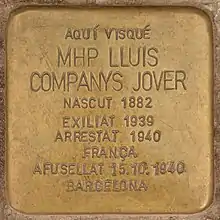 AQUÍ VISQUÉ
MHP LLUIS
COMPANYS JOVER
NASCUT 1882
EXILIAT 1939
ARRESTAT 1940
FRANÇA
AFUSELLAT 15.10.1940
BARCELONA